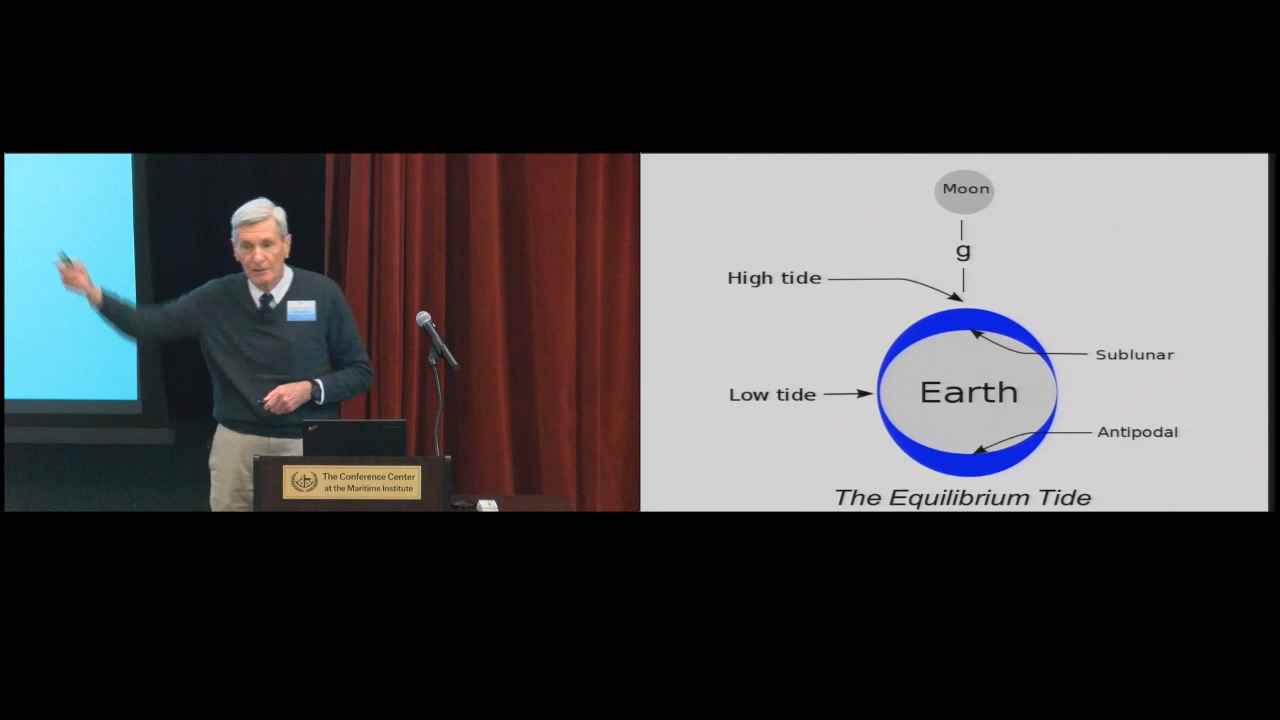 The Conference Center
at the Maritime Institute
Moon
g
High tide
Sublunar
Low tide
Earth
Antipodal
The Equilibrium Tide